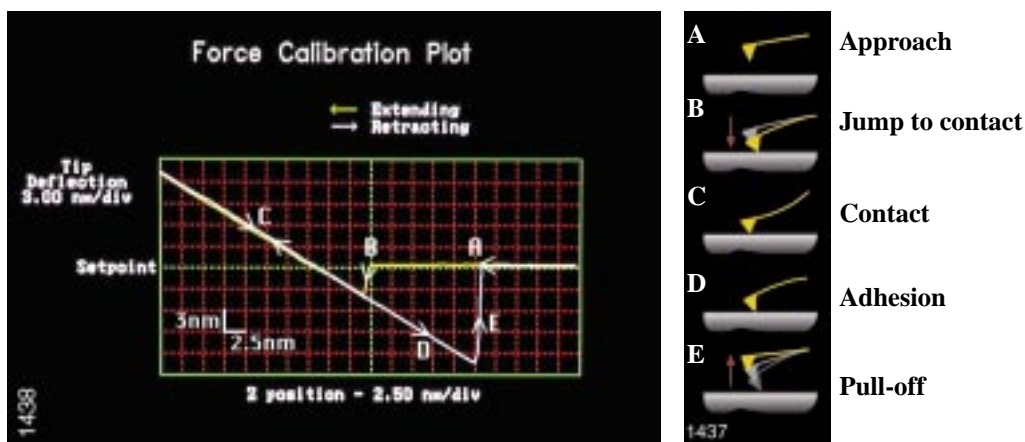 Force Calibration Plot
Extending
Retracting
Tip
Deflection
3.00 nm/div
Setpoint
C
B
A
D
E
3nm
2.5nm
Z position - 2.50 nm/div
1438
A
Approach
B
Jump to contact
C
Contact
D
Adhesion
E
Pull-off
1437